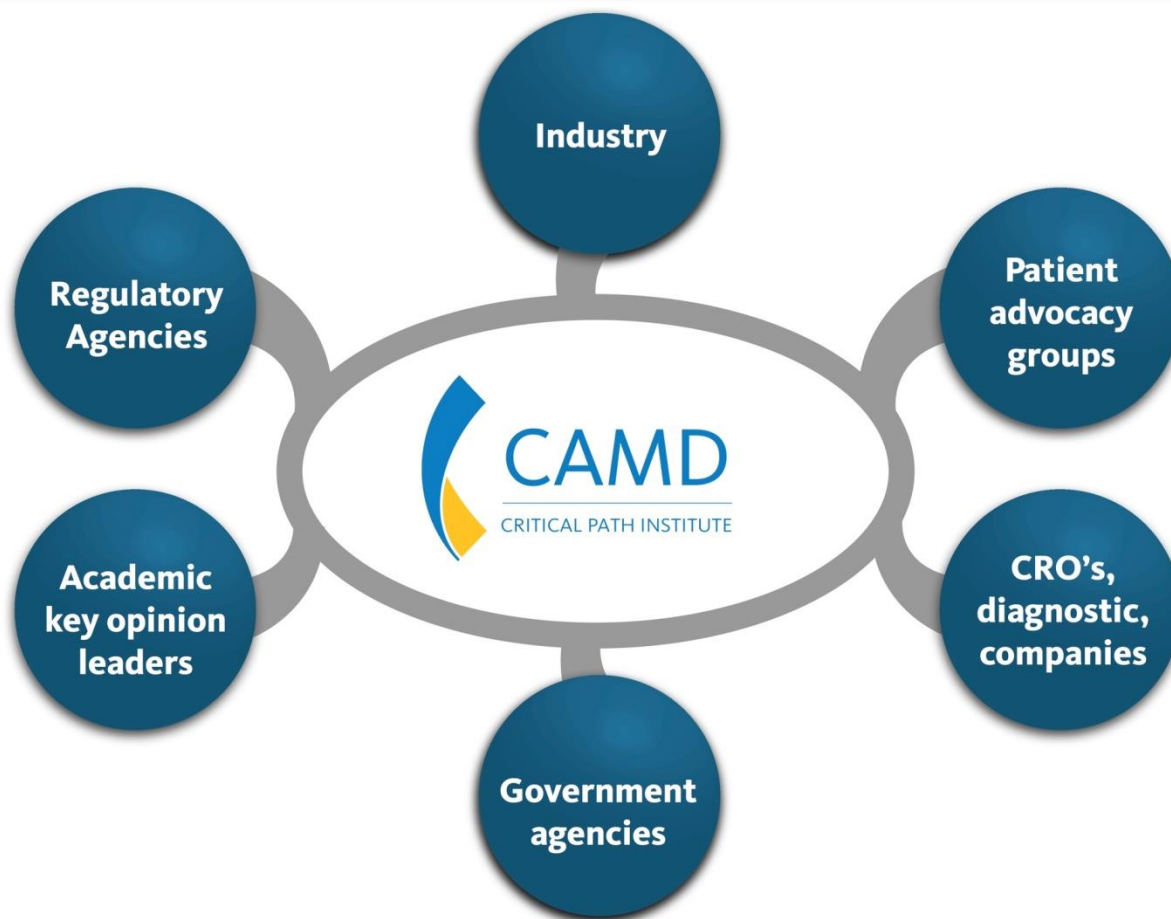 Industry
Regulatory
Agencies
Patient
advocacy
groups
CAMD
CRITICAL PATH INSTITUTE
Academic
key opinion
leaders
CRO's,
diagnostic,
companies
Government
agencies